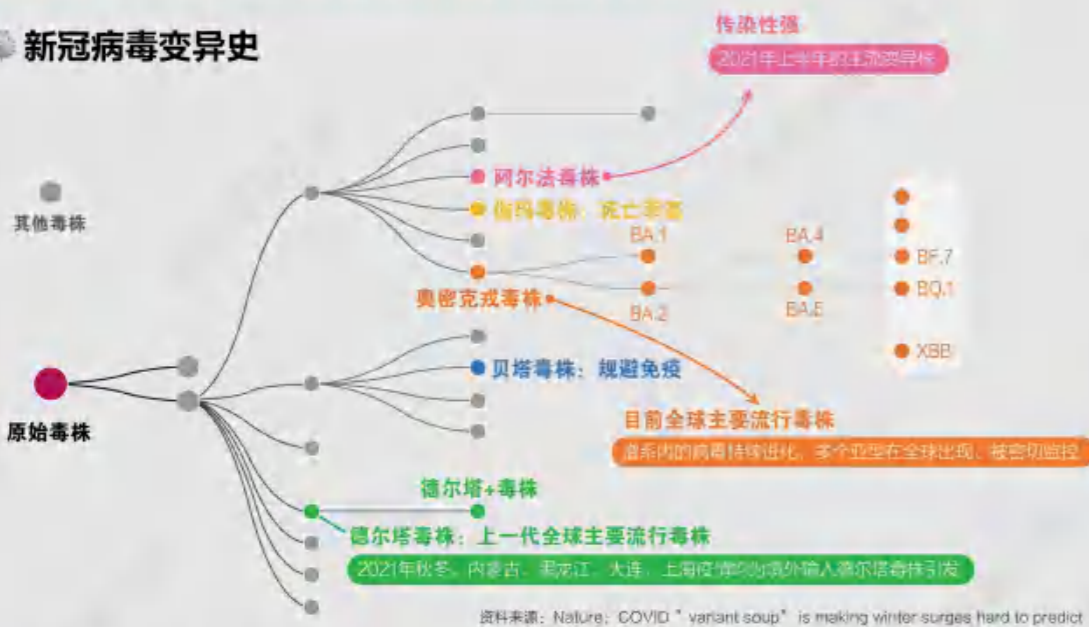 新冠病毒变异史
传染性强
2021年上半年的主流变异株
其他毒株
阿尔法毒株
伽玛毒株：死亡率高
BA.1
BA.4
BF.7
奥密克戎毒株
BA.2
BA.5
BQ.1
XBB
贝塔毒株：规避免疫
原始毒株
目前全球主要流行毒株
谱系内的病毒持续进化，多个亚型在全球出现、被密切监控
德尔塔+毒株
德尔塔毒株：上一代全球主要流行毒株
2021年秋冬，内蒙古、黑龙江、大连、上海疫情均为境外输入德尔塔毒株引发
资料来源：Nature：COVID “variant soup” is making winter surges hard to predict